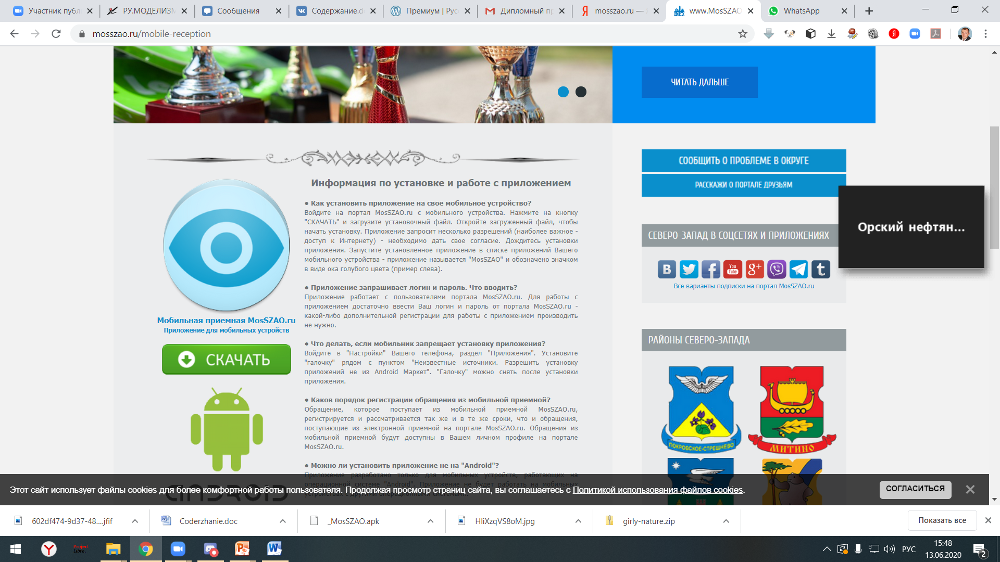 Участник публ
РУ.МОДЕЛИЗМ
Сообщения
Содержание.d
Премиум | Рус
Дипломный пр
mosszao.ru —
www.MosSZAO
WhatsApp
mosszao.ru/mobile-reception
ЧИТАТЬ ДАЛЬШЕ
Информация по установке и работе с приложением
● Как установить приложение на свое мобильное устройство?
Войдите на портал MosSZAO.ru с мобильного устройства. Нажмите на кнопку
"СКАЧАТЬ" и загрузите установочный файл. Откройте загруженный файл, чтобы
начать установку. Приложение запросит несколько разрешений (наиболее важное -
доступ к Интернету) - необходимо дать свое согласие. Дождитесь установки
приложения. Запустите установленное приложение в списке приложений Вашего
мобильного устройства - приложение называется "MosSZAO" и обозначено значком
в виде ока голубого цвета (пример слева).
● Приложение запрашивает логин и пароль. Что вводить?
Приложение работает с пользователями портала MosSZAO.ru. Для работы с
приложением достаточно ввести Ваш логин и пароль от портала MosSZAO.ru -
какой-либо дополнительной регистрации для работы с приложением производить
не нужно.
● Что делать, если мобильник запрещает установку приложения?
Войдите в "Настройки" Вашего телефона, раздел "Приложения". Установите
"галочку" рядом с пунктом "Неизвестные источники. Разрешить установку
приложений не из Android Маркет". "Галочку" можно снять после установки
приложения.
● Каков порядок регистрации обращения из мобильной приемной?
Обращение, которое поступает из мобильной приемной MosSZAO.ru,
регистрируется и рассматривается так же и в те же сроки, что и обращения,
поступающие из электронной приемной на портале MosSZAO.ru. Обращения из
мобильной приемной будут доступны в Вашем личном профиле на портале
MosSZAO.ru.
● Можно ли установить приложение не на "Android"?
Приложение разработано только для мобильных устройств, работающих на
операционной системе "Android". Приложение не будет работать на мобильных
устройствах с другими операционными системами.
Мобильная приемная MosSZAO.ru
Приложение для мобильных устройств
СКАЧАТЬ
ANDROID
СООБЩИТЬ О ПРОБЛЕМЕ В ОКРУГЕ
РАССКАЖИ О ПОРТАЛЕ ДРУЗЬЯМ
Орский нефтян...
СЕВЕРО-ЗАПАД В СОЦСЕТЯХ И ПРИЛОЖЕНИЯХ
You Tube
g+
Все варианты подписки на портал MosSZAO.ru
РАЙОНЫ СЕВЕРО-ЗАПАДА
ПОКРОВСКОЕ-СТРЕШНЕВО
МИТИНО
Этот сайт использует файлы cookies для более комфортной работы пользователя. Продолжая просмотр страниц сайта, вы соглашаетесь с Политикой использования файлов cookies.
СОГЛАСИТЬСЯ
602df474-9d37-48....jfif
Coderzhanie.doc
_MosSZAO.apk
HIiXzqVS8oM.jpg
girly-nature.zip
Показать все
Project Libre
РУС
15:48
13.06.2020
2